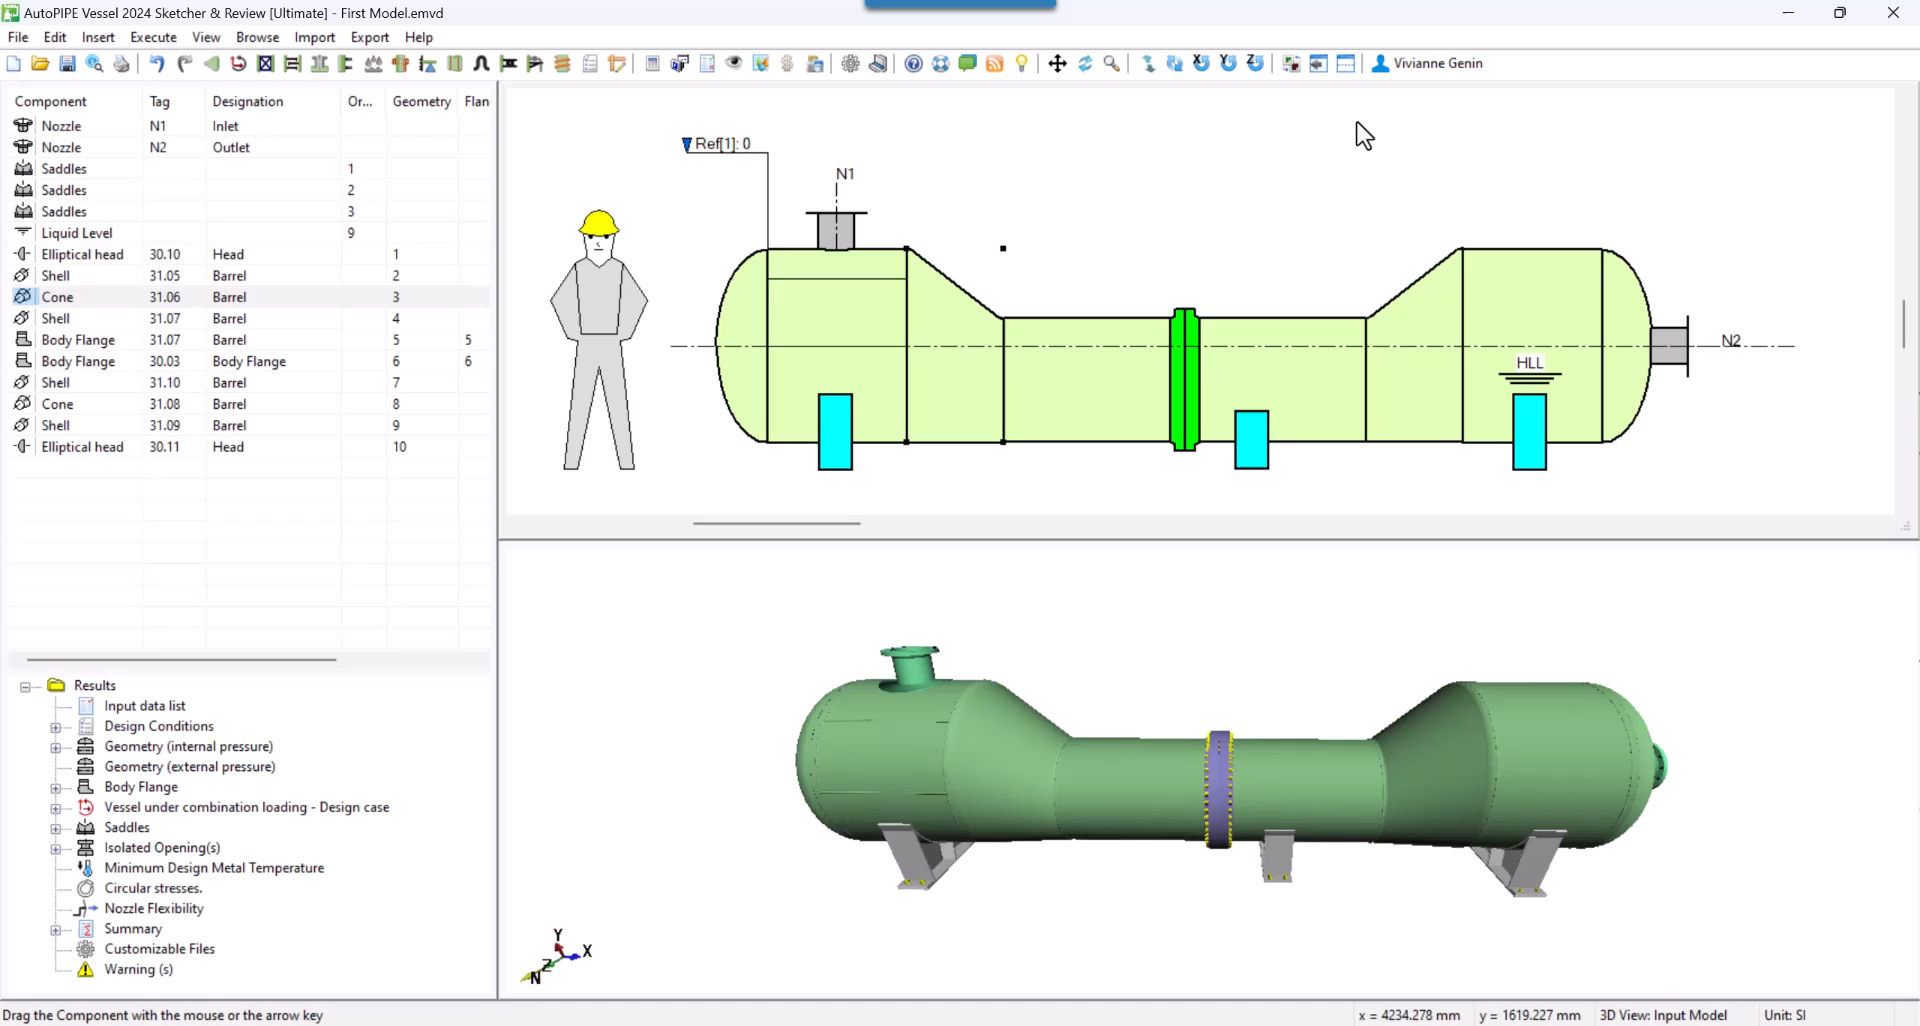 AutoPIPE Vessel 2024 Sketcher & Review [Ultimate] - First Model.emvd
File Edit Insert Execute View Browse Import Export Help
Vivianne Genin
Component Tag Designation Or... Geometry Flan
Nozzle N1 Inlet
Nozzle N2 Outlet
Saddles 1
Saddles 2
Saddles 3
Liquid Level 9
Elliptical head 30.10 Head 1
Shell 31.05 Barrel 2
Cone 31.06 Barrel 3
Shell 31.07 Barrel 4
Body Flange 31.07 Barrel 5 5
Body Flange 30.03 Body Flange 6 6
Shell 31.10 Barrel 7
Cone 31.08 Barrel 8
Shell 31.09 Barrel 9
Elliptical head 30.11 Head 10
Ref[1]: 0
N1
N2
HLL
Results
Input data list
Design Conditions
Geometry (internal pressure)
Geometry (external pressure)
Body Flange
Vessel under combination loading - Design case
Saddles
Isolated Opening(s)
Minimum Design Metal Temperature
Circular stresses.
Nozzle Flexibility
Summary
Customizable Files
Warning (s)
Y
X
Z
N
Drag the Component with the mouse or the arrow key
x = 4234.278 mm y = 1619.227 mm 3D View: Input Model Unit: SI